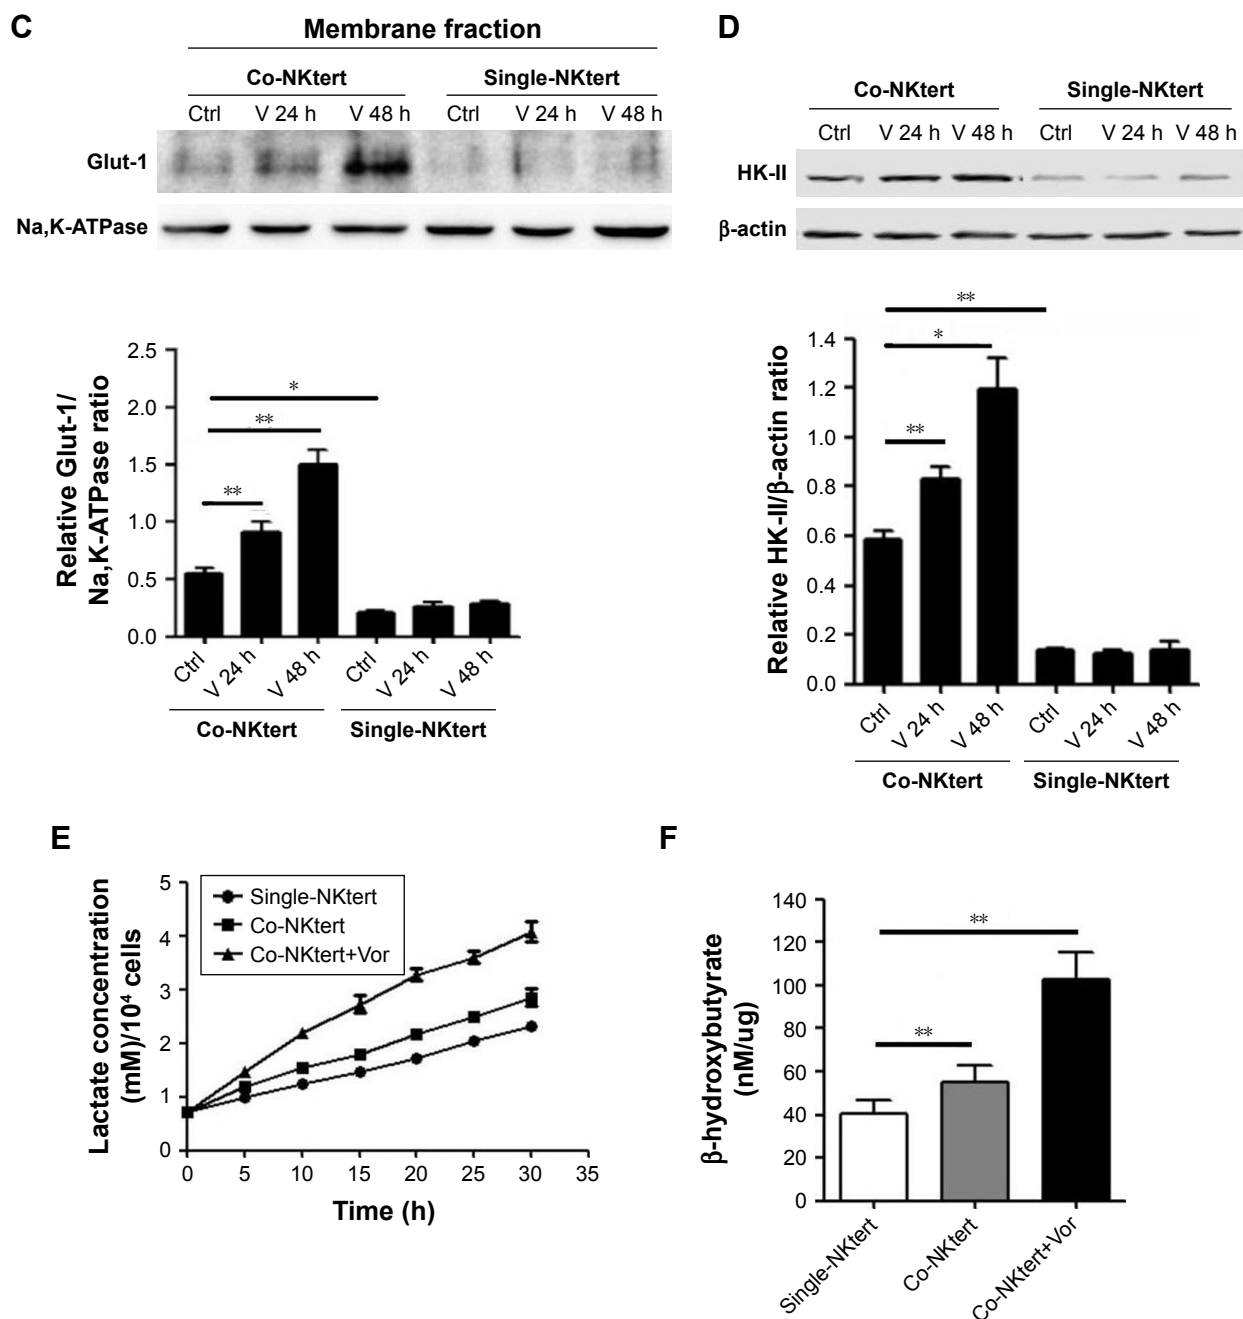 C
Membrane fraction
Co-NKtert Single-NKtert
Ctrl V 24 h V 48 h Ctrl V 24 h V 48 h
Glut-1
Na,K-ATPase
Relative Glut-1/
Na,K-ATPase ratio
2.5
2.0
1.5
1.0
0.5
0.0
*
**
**
Ctrl V 24 h V 48 h Ctrl V 24 h V 48 h
Co-NKtert Single-NKtert
D
Co-NKtert Single-NKtert
Ctrl V 24 h V 48 h Ctrl V 24 h V 48 h
HK-II
β-actin
Relative HK-II/β-actin ratio
1.4
1.2
1.0
0.8
0.6
0.4
0.2
0.0
**
*
**
Ctrl V 24 h V 48 h Ctrl V 24 h V 48 h
Co-NKtert Single-NKtert
E
Lactate concentration
(mM)/10⁴ cells
5
4
3
2
1
0
Single-NKtert
Co-NKtert
Co-NKtert+Vor
0 5 10 15 20 25 30 35
Time (h)
F
β-hydroxybutyrate
(nM/ug)
140
120
100
80
60
40
20
0
**
**
Single-NKtert Co-NKtert Co-NKtert+Vor